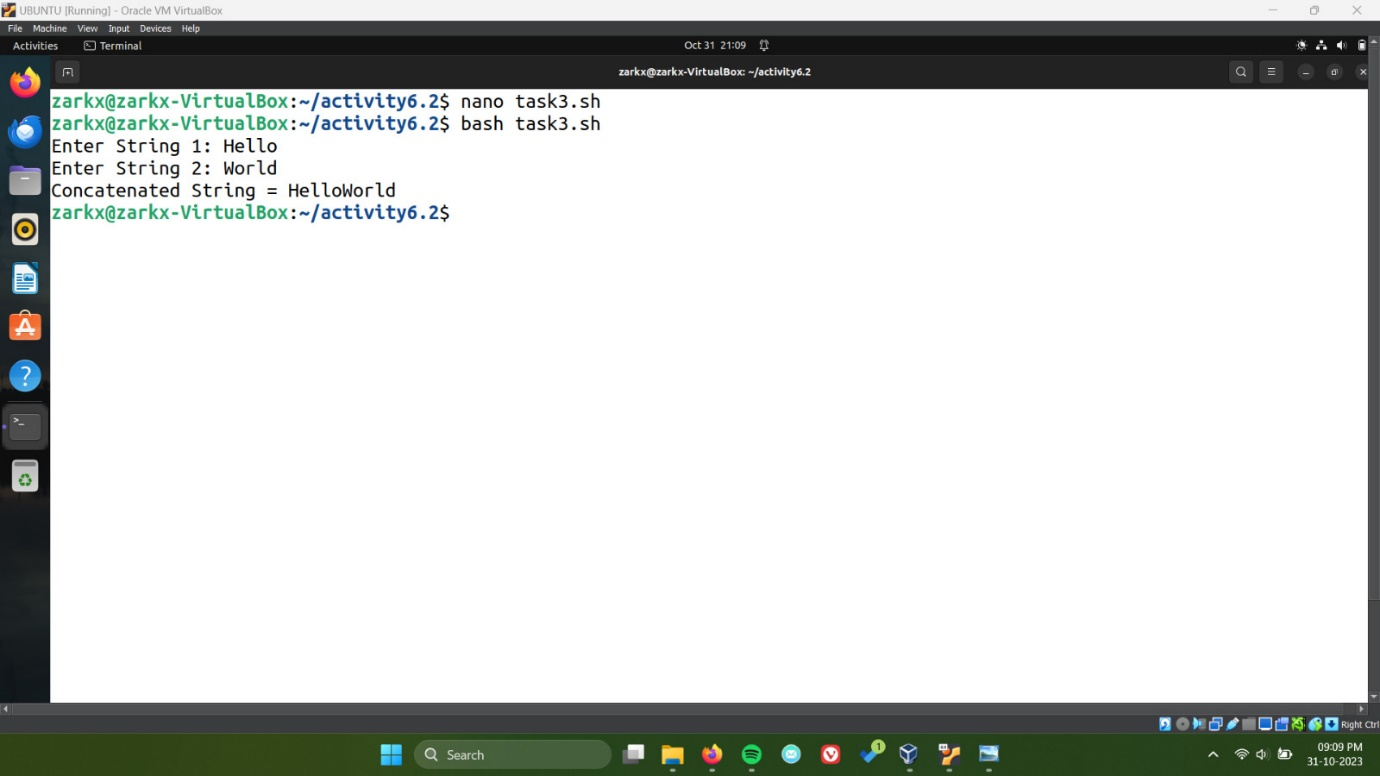 UBUNTU [Running] - Oracle VM VirtualBox
File Machine View Input Devices Help
Activities Terminal Oct 31 21:09
zarkx@zarkx-VirtualBox: ~/activity6.2
zarkx@zarkx-VirtualBox:~/activity6.2$ nano task3.sh
zarkx@zarkx-VirtualBox:~/activity6.2$ bash task3.sh
Enter String 1: Hello
Enter String 2: World
Concatenated String = HelloWorld
zarkx@zarkx-VirtualBox:~/activity6.2$
Right Ctrl
Search 1 09:09 PM
31-10-2023